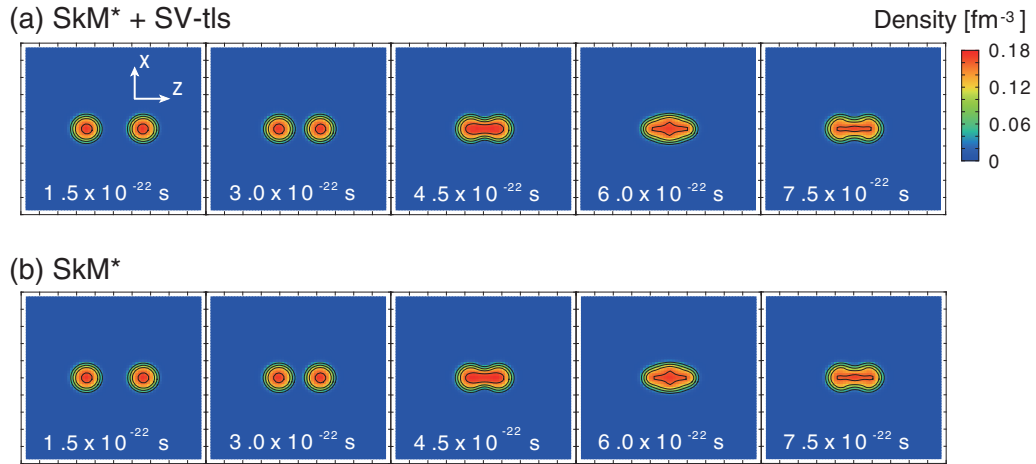 (a) SkM* + SV-tls
Density [fm⁻³]
X
Z
0.18
0.12
0.06
0
1.5 x 10⁻²² s
3.0 x 10⁻²² s
4.5 x 10⁻²² s
6.0 x 10⁻²² s
7.5 x 10⁻²² s
(b) SkM*
1.5 x 10⁻²² s
3.0 x 10⁻²² s
4.5 x 10⁻²² s
6.0 x 10⁻²² s
7.5 x 10⁻²² s